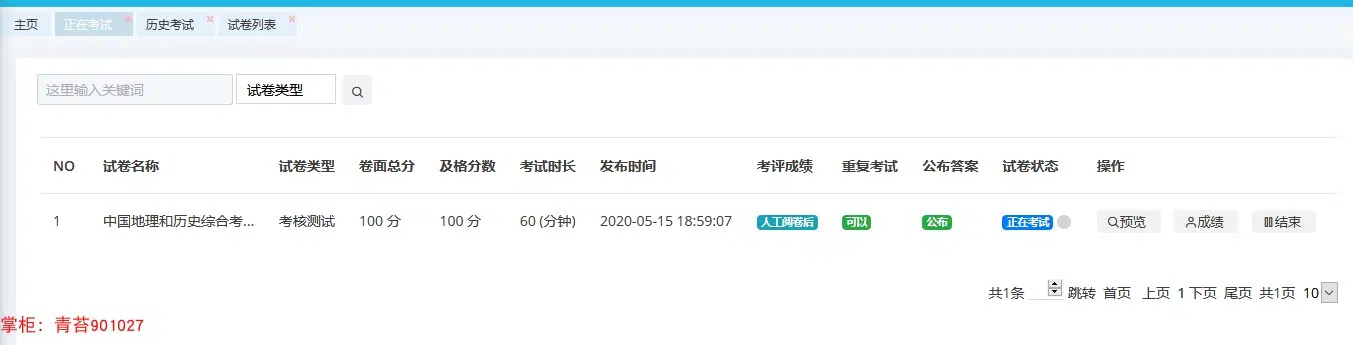 主页 正在考试 历史考试 试卷列表
这里输入关键词 试卷类型
NO 试卷名称 试卷类型 卷面总分 及格分数 考试时长 发布时间 考评成绩 重复考试 公布答案 试卷状态 操作
1 中国地理和历史综合考... 考核测试 100 分 100 分 60 (分钟) 2020-05-15 18:59:07 人工阅卷后 可以 公布 正在考试 预览 成绩 结束
共1条 跳转 首页 上页 1 下页 尾页 共1页 10
掌柜：青苔901027